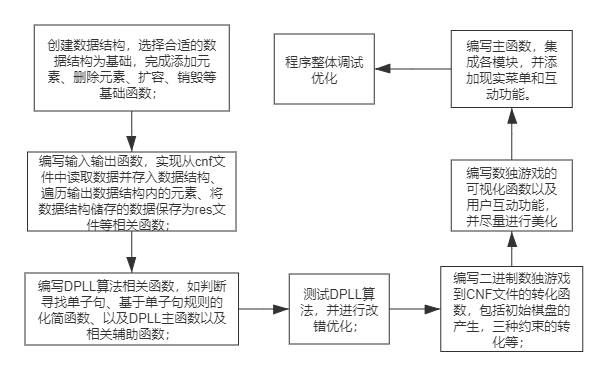 创建数据结构，选择合适的数
据结构为基础，完成添加元
素、删除元素、扩容、销毁等
基础函数；
编写输入输出函数，实现从cnf文
件中读取数据并存入数据结构、
遍历输出数据结构内的元素、将
数据结构储存的数据保存为res文
件等相关函数；
编写DPLL算法相关函数，如判断
寻找单子句、基于单子句规则的
化简函数、以及DPLL主函数以及
相关辅助函数；
测试DPLL算
法，并进行改
错优化；
编写二进制数独游戏
到CNF文件的转化函
数，包括初始棋盘的
产生，三种约束的转
化等；
编写数独游戏的
可视化函数以及
用户互动功能，
并尽量进行美化
编写主函数，集
成各模块，并添
加现实菜单和互
动功能。
程序整体调试
优化